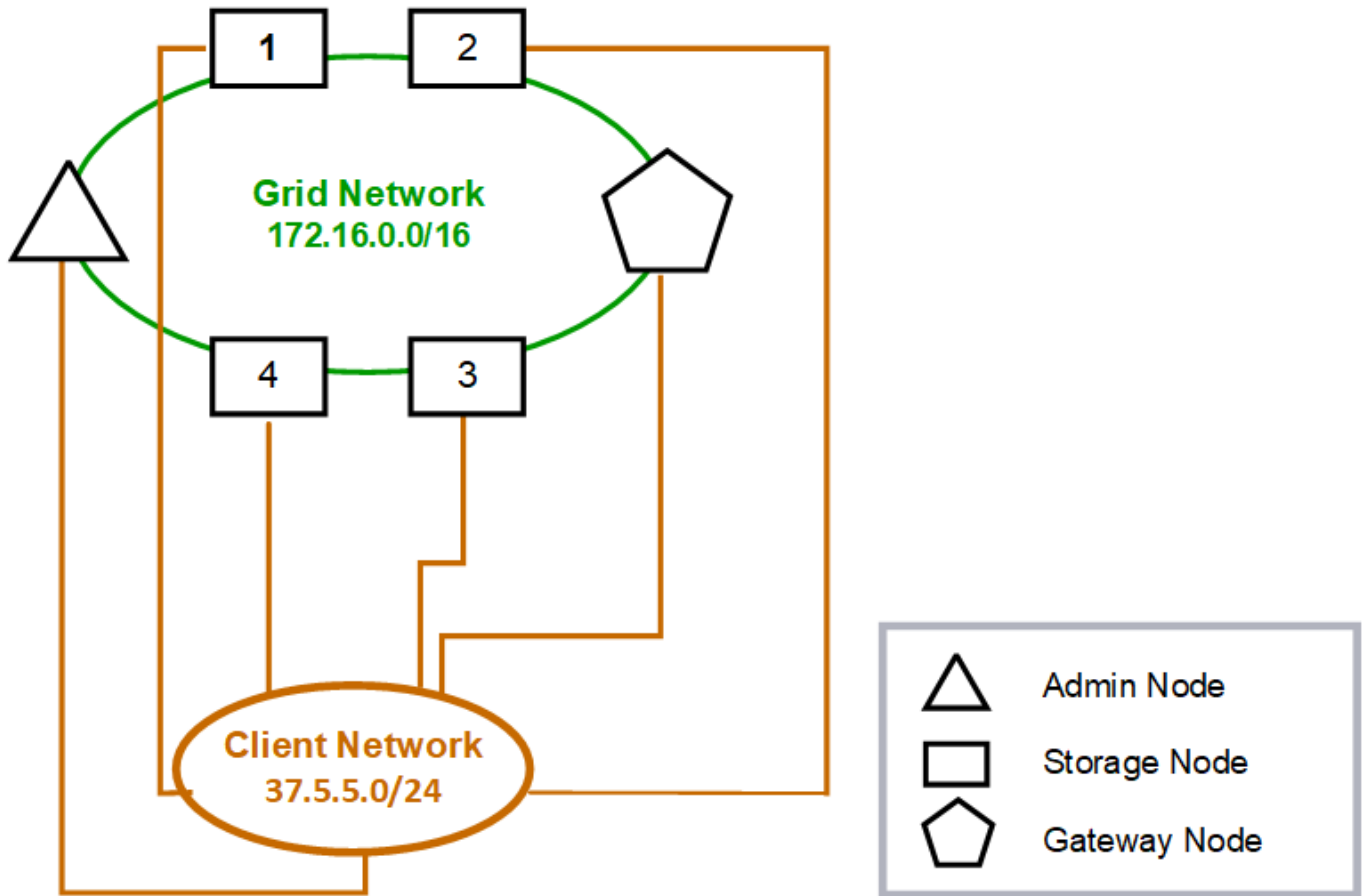 1
2
Grid Network
172.16.0.0/16
4
3
Client Network
37.5.5.0/24
Admin Node
Storage Node
Gateway Node